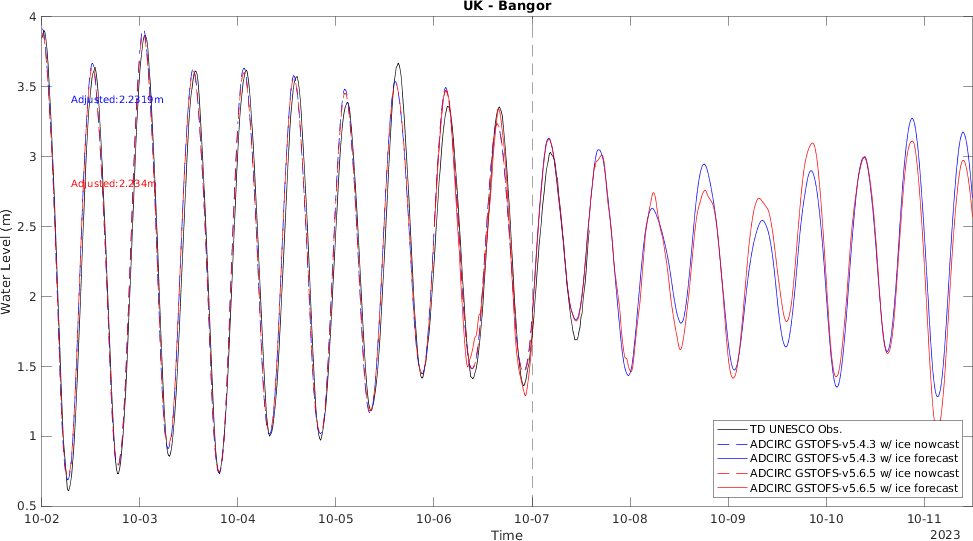 UK - Bangor
4
3.5
3
2.5
2
1.5
1
0.5
Water Level (m)
Adjusted:2.2319m
Adjusted:2.234m
TD UNESCO Obs.
ADCIRC GSTOFS-v5.4.3 w/ ice nowcast
ADCIRC GSTOFS-v5.4.3 w/ ice forecast
ADCIRC GSTOFS-v5.6.5 w/ ice nowcast
ADCIRC GSTOFS-v5.6.5 w/ ice forecast
10-02 10-03 10-04 10-05 10-06 10-07 10-08 10-09 10-10 10-11
Time
2023